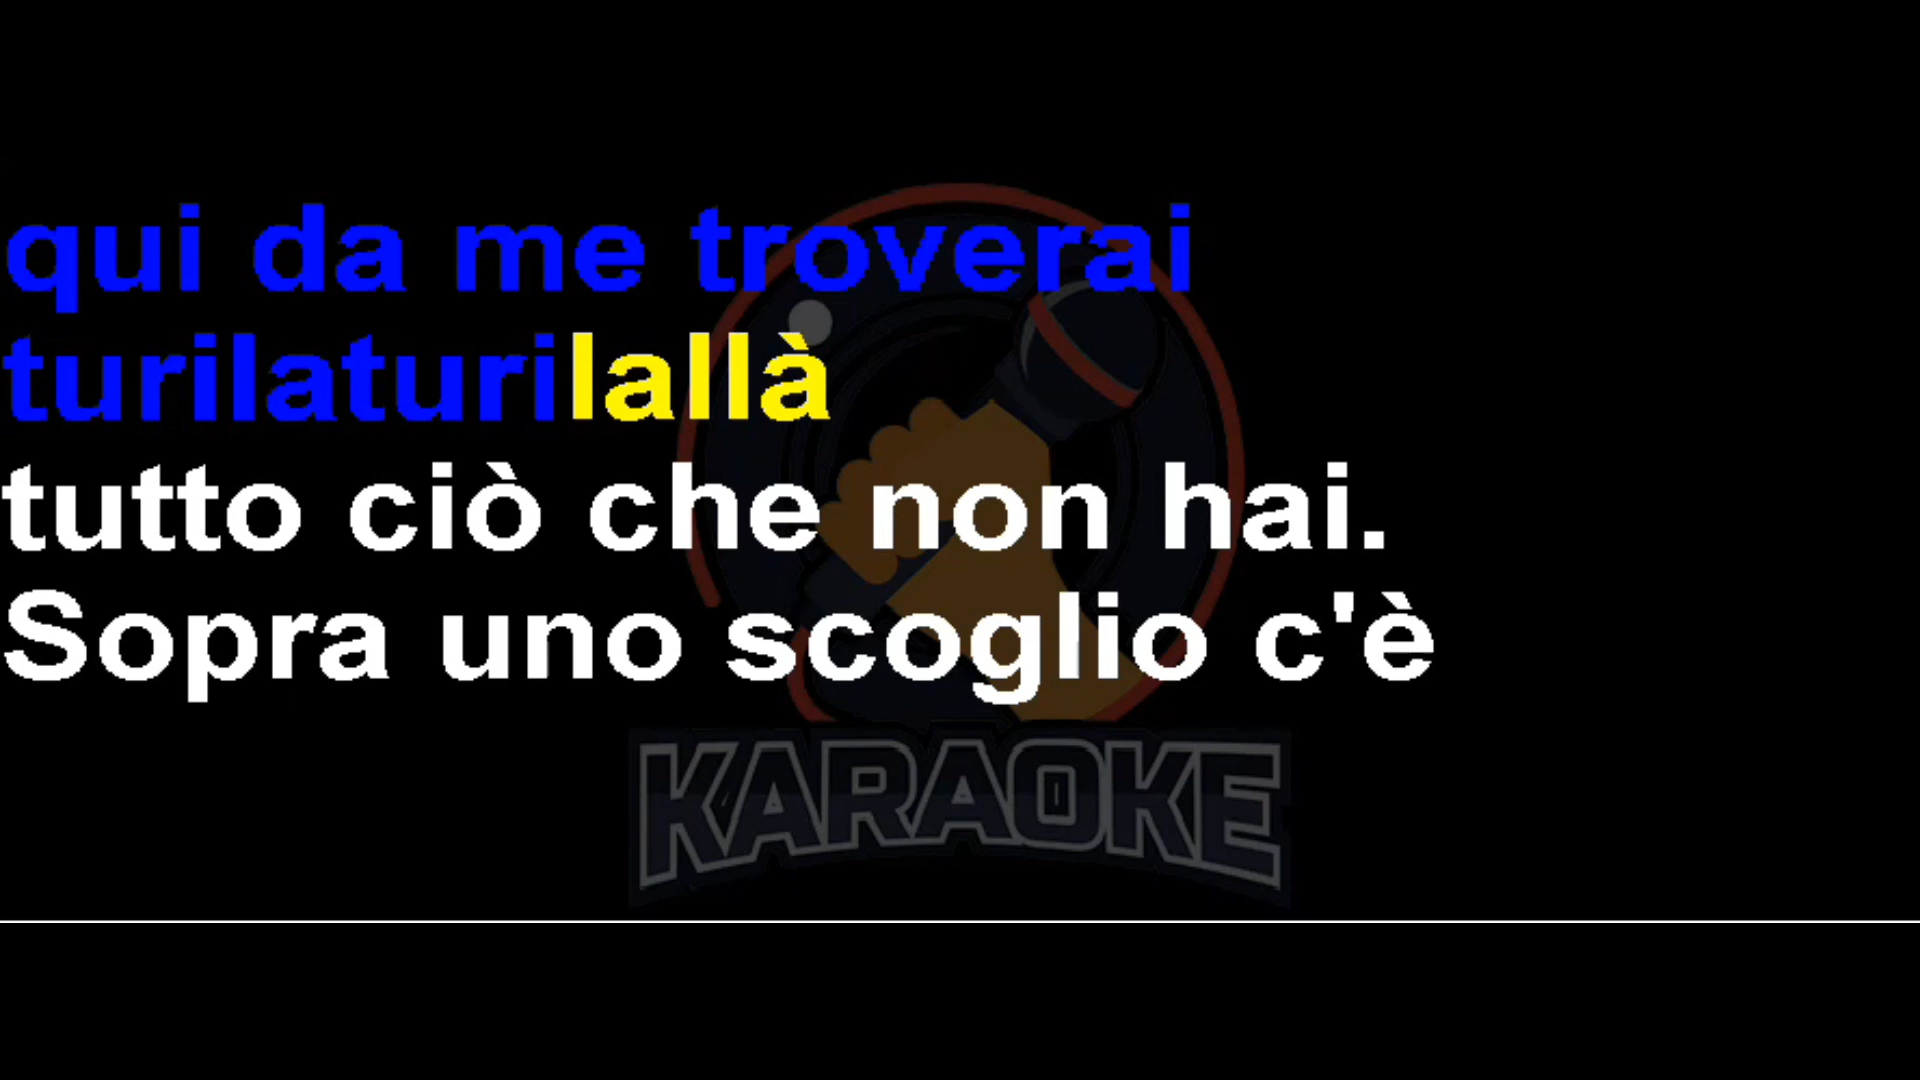 qui da me troverai
turilaturilallà
tutto ciò che non hai.
Sopra uno scoglio c'è
KARAOKE